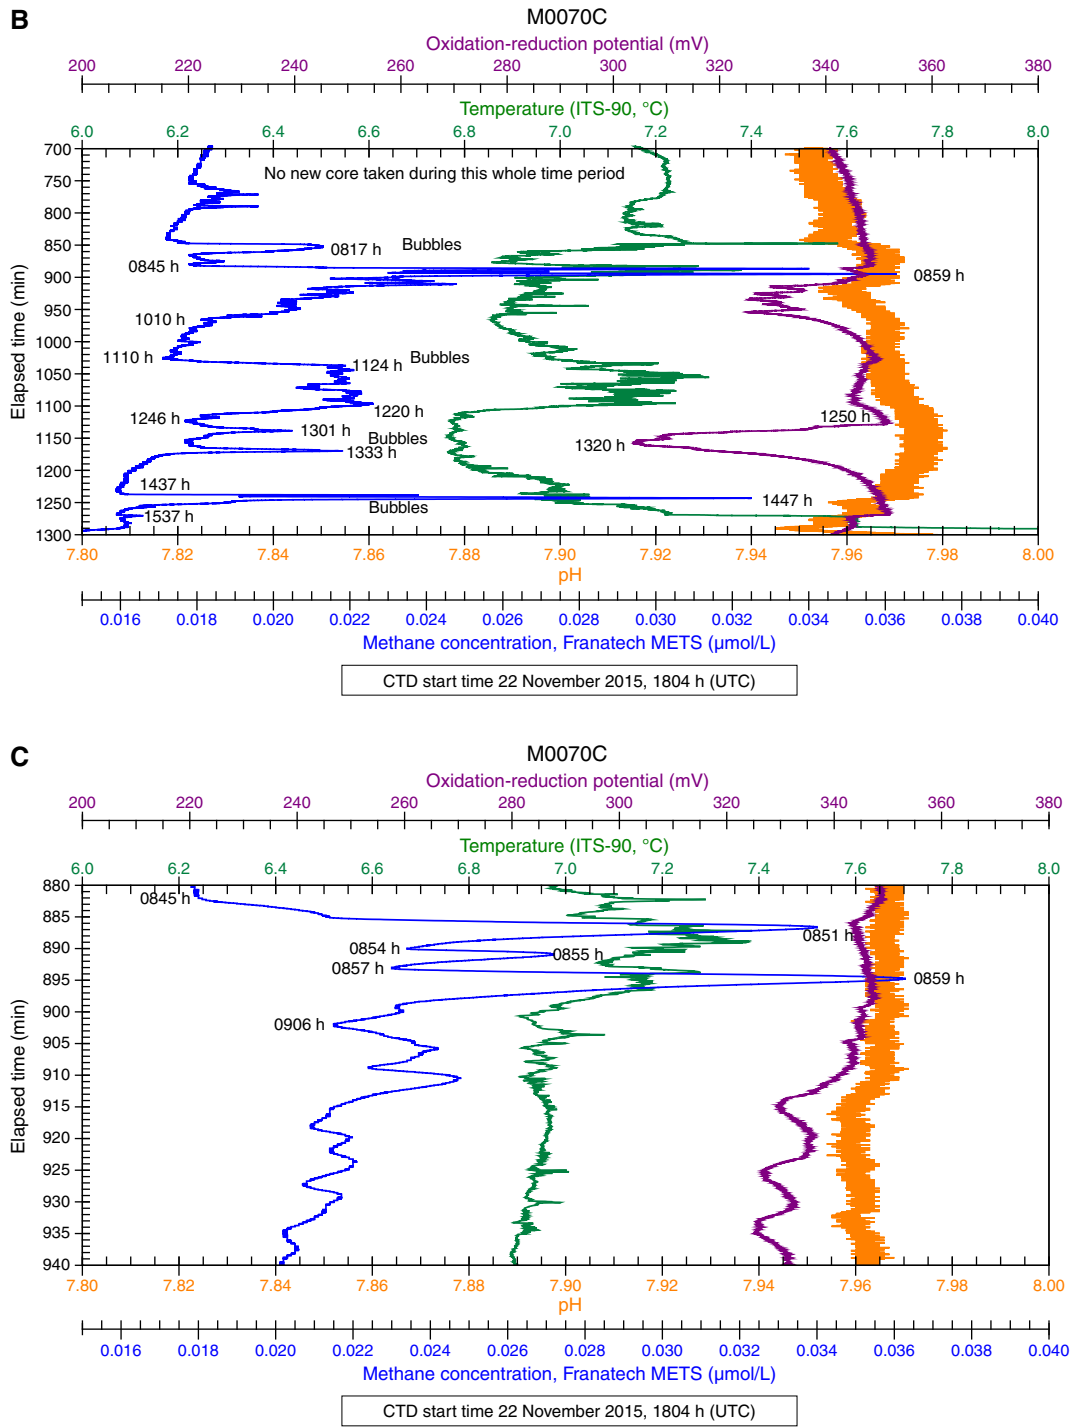 B
M0070C
Oxidation-reduction potential (mV)
200 220 240 260 280 300 320 340 360 380
Temperature (ITS-90, °C)
6.0 6.2 6.4 6.6 6.8 7.0 7.2 7.4 7.6 7.8 8.0
Elapsed time (min)
700
No new core taken during this whole time period
750
800
850
0817 h
Bubbles
0845 h
900
0859 h
950
1010 h
1000
1110 h
1124 h
Bubbles
1050
1100
1220 h
1246 h
1250 h
1301 h
Bubbles
1150
1320 h
1333 h
1200
1437 h
1250
1447 h
Bubbles
1537 h
1300
7.80 7.82 7.84 7.86 7.88 7.90 7.92 7.94 7.96 7.98 8.00
pH
0.016 0.018 0.020 0.022 0.024 0.026 0.028 0.030 0.032 0.034 0.036 0.038 0.040
Methane concentration, Franatech METS (µmol/L)
CTD start time 22 November 2015, 1804 h (UTC)
C
M0070C
Oxidation-reduction potential (mV)
200 220 240 260 280 300 320 340 360 380
Temperature (ITS-90, °C)
6.0 6.2 6.4 6.6 6.8 7.0 7.2 7.4 7.6 7.8 8.0
Elapsed time (min)
880
0845 h
885
0851 h
890
0854 h
0855 h
0857 h
895
0859 h
900
0906 h
905
910
915
920
925
930
935
940
7.80 7.82 7.84 7.86 7.88 7.90 7.92 7.94 7.96 7.98 8.00
pH
0.016 0.018 0.020 0.022 0.024 0.026 0.028 0.030 0.032 0.034 0.036 0.038 0.040
Methane concentration, Franatech METS (µmol/L)
CTD start time 22 November 2015, 1804 h (UTC)